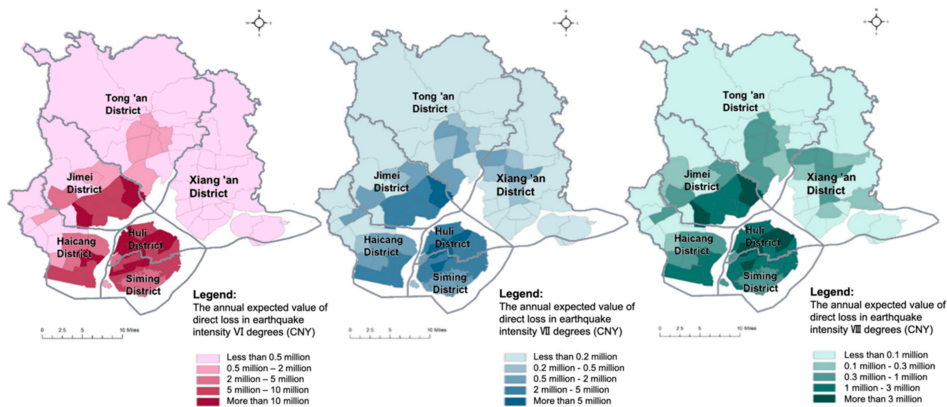 N
W
E
S
Tong 'an
District
Jimei
District
Xiang 'an
District
Haicang
District
Huli
District
Siming
District
0 2.5 5 10 Miles
Legend:
The annual expected value of
direct loss in earthquake
intensity Ⅵ degrees (CNY)
Less than 0.5 million
0.5 million – 2 million
2 million – 5 million
5 million – 10 million
More than 10 million
N
W
E
S
Tong 'an
District
Jimei
District
Xiang 'an
District
Haicang
District
Huli
District
Siming
District
0 2.5 5 10 Miles
Legend:
The annual expected value of
direct loss in earthquake
intensity Ⅶ degrees (CNY)
Less than 0.2 million
0.2 million - 0.5 million
0.5 million - 2 million
2 million - 5 million
More than 5 million
N
W
E
S
Tong 'an
District
Jimei
District
Xiang 'an
District
Haicang
District
Huli
District
Siming
District
0 2.5 5 10 Miles
Legend:
The annual expected value of
direct loss in earthquake
intensity Ⅷ degrees (CNY)
Less than 0.1 million
0.1 million - 0.3 million
0.3 million - 1 million
1 million - 3 million
More than 3 million